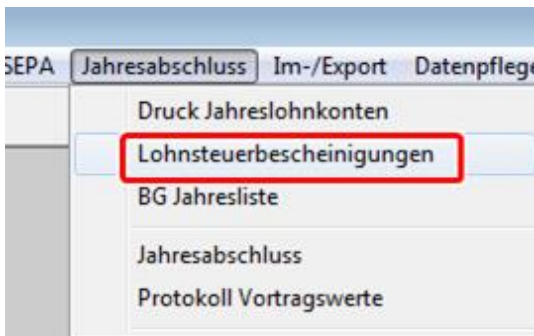 SEPA Jahresabschluss Im-/Export Datenpflege
Druck Jahreslohnkonten
Lohnsteuerbescheinigungen
BG Jahresliste
Jahresabschluss
Protokoll Vortragswerte